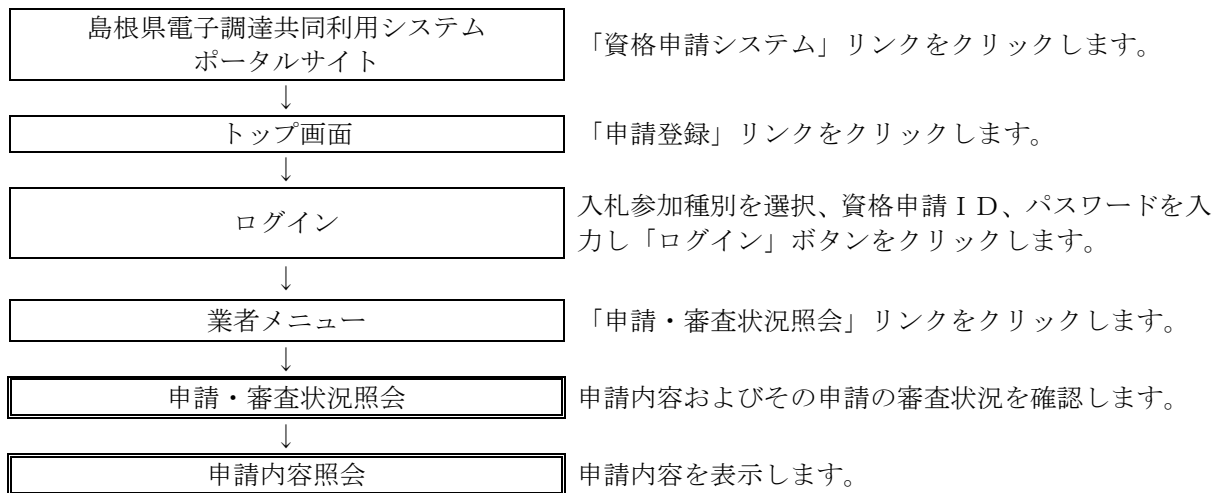 島根県電子調達共同利用システム
ポータルサイト
「資格申請システム」リンクをクリックします。
↓
トップ画面
「申請登録」リンクをクリックします。
↓
ログイン
入札参加種別を選択、資格申請ＩＤ、パスワードを入
力し「ログイン」ボタンをクリックします。
↓
業者メニュー
「申請・審査状況照会」リンクをクリックします。
↓
申請・審査状況照会
申請内容およびその申請の審査状況を確認します。
↓
申請内容照会
申請内容を表示します。